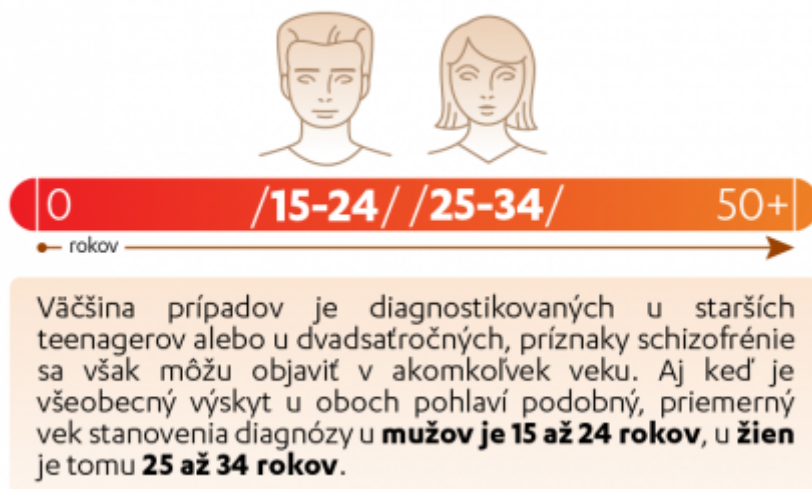 0 /15-24/ /25-34/ 50+
rokov
Väčšina prípadov je diagnostikovaných u starších
teenagerov alebo u dvadsaťročných, príznaky schizofrénie
sa však môžu objaviť v akomkoľvek veku. Aj keď je
všeobecný výskyt u oboch pohlaví podobný, priemerný
vek stanovenia diagnózy u mužov je 15 až 24 rokov, u žien
je tomu 25 až 34 rokov.